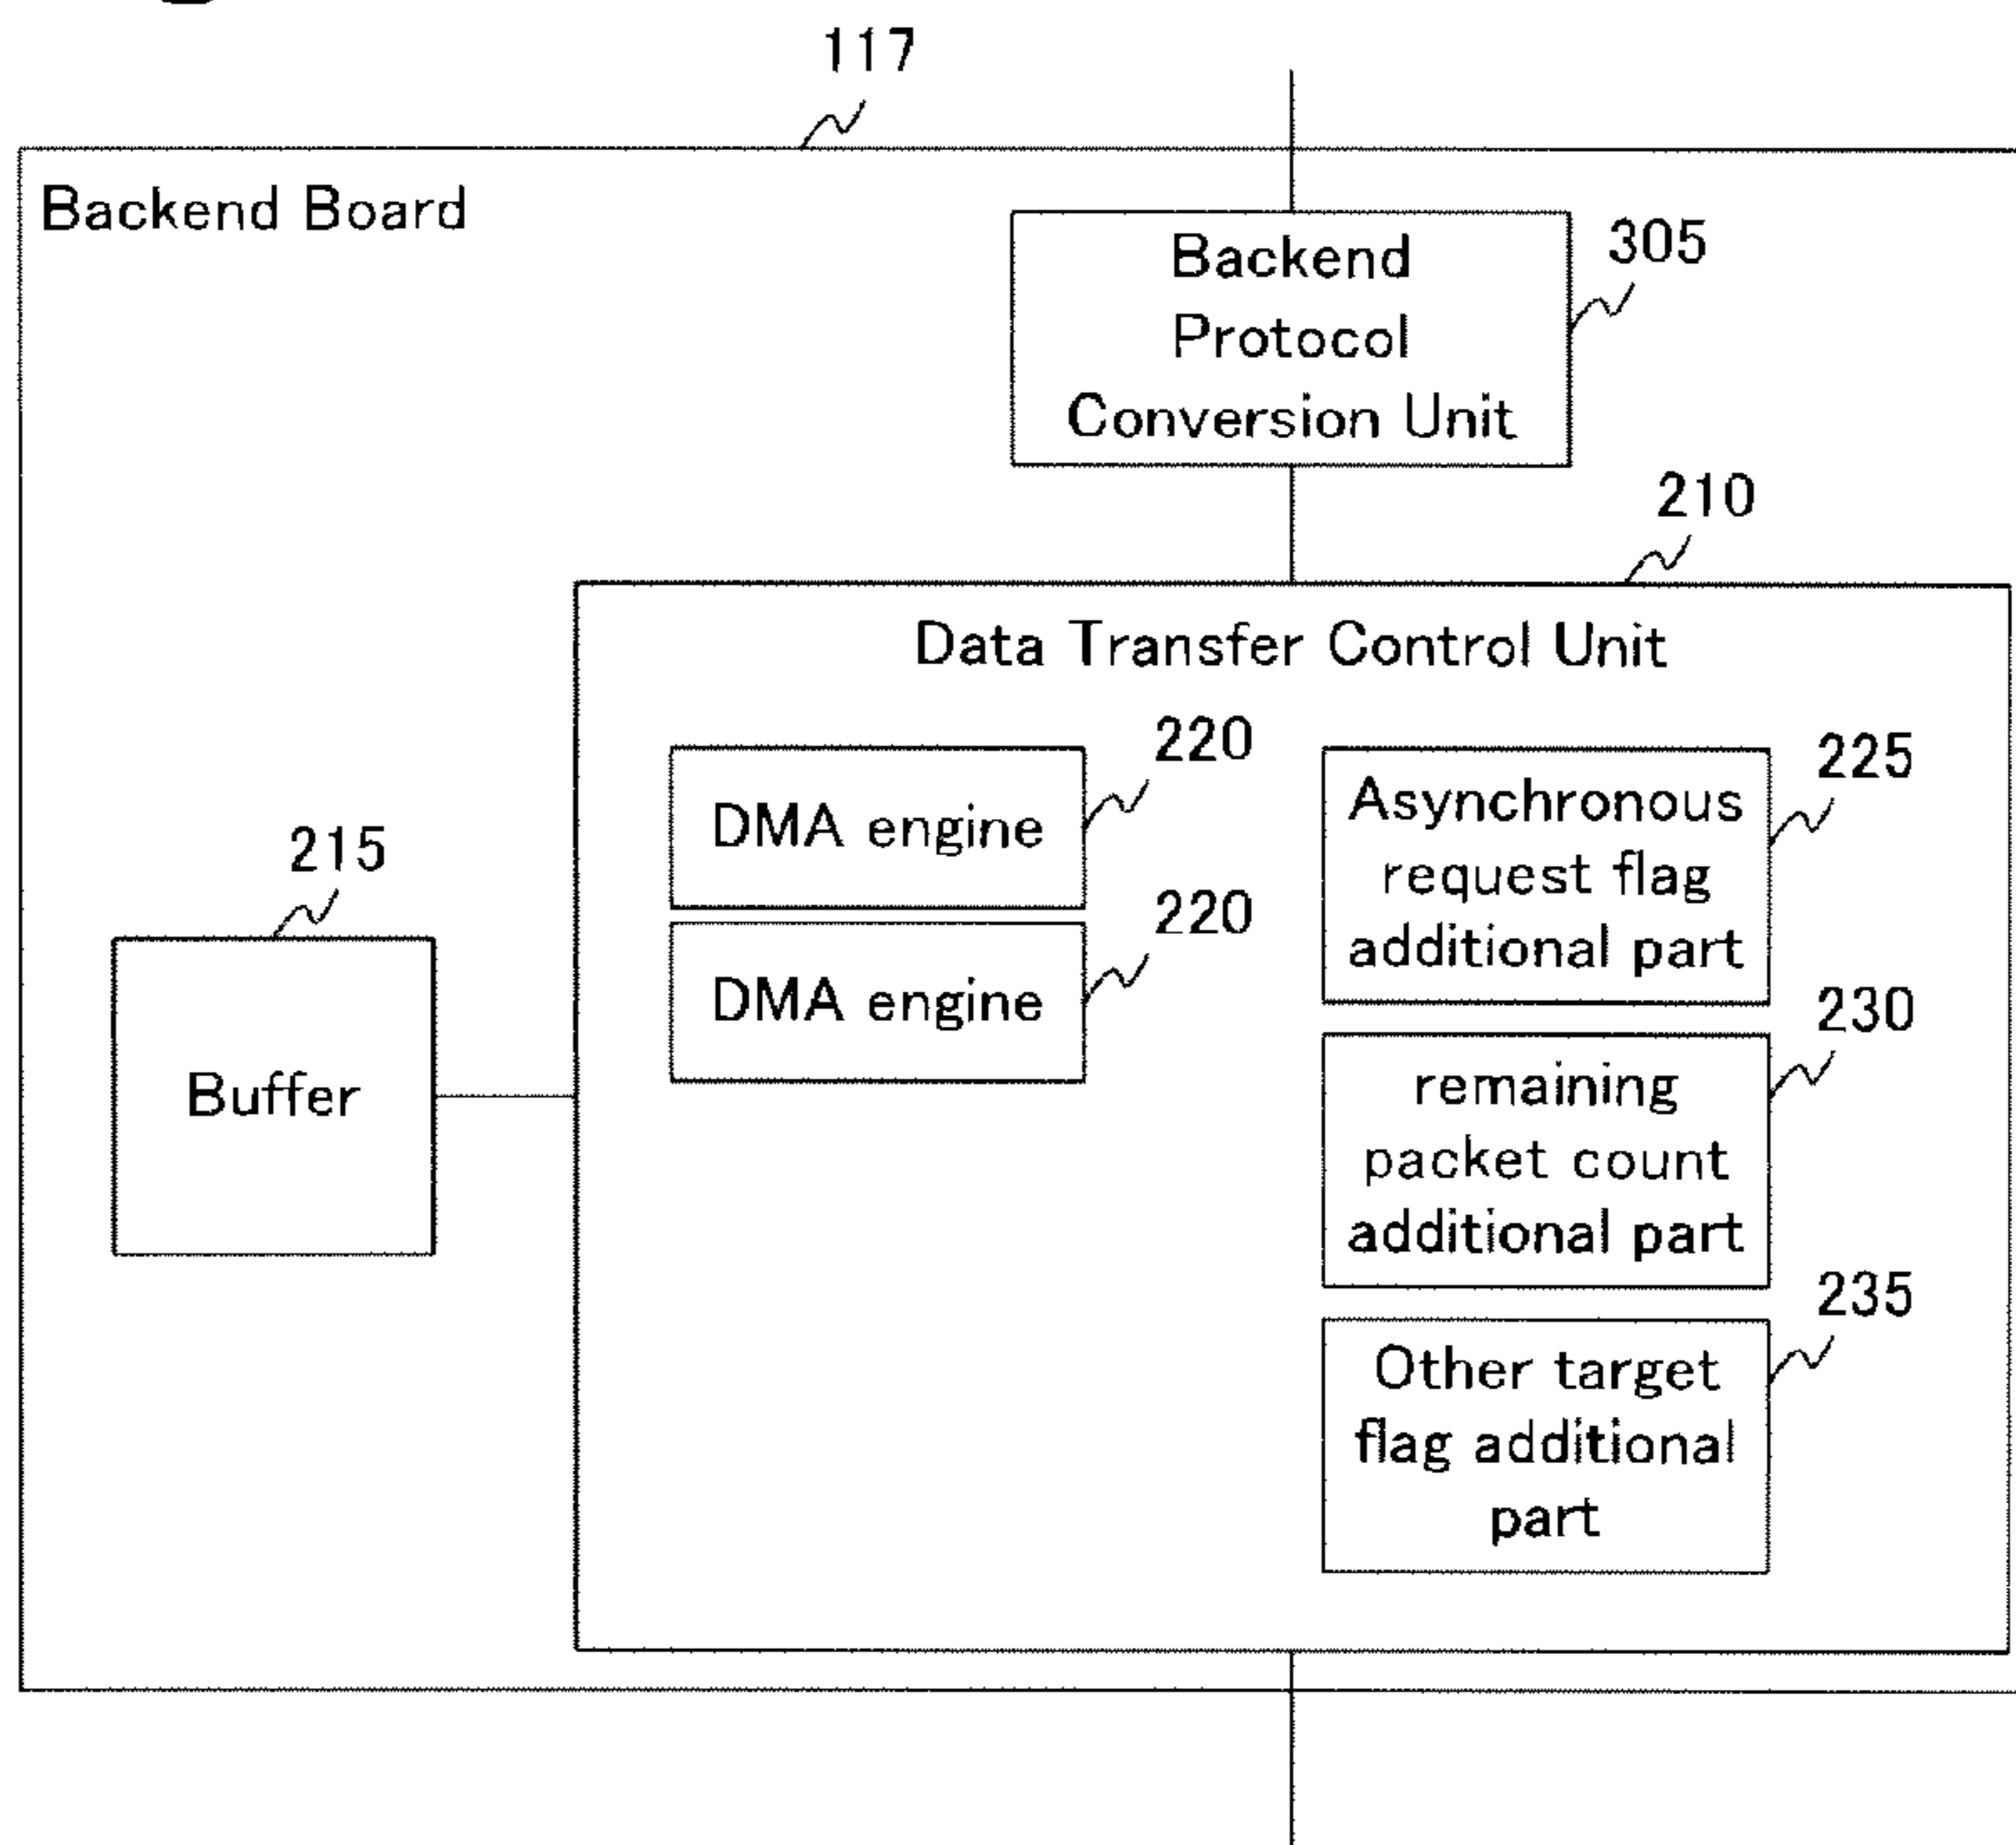 117
Backend Board
Backend
Protocol
Conversion Unit
305
210
Data Transfer Control Unit
220
DMA engine
220
DMA engine
225
Asynchronous
request flag
additional part
215
Buffer
230
remaining
packet count
additional part
235
Other target
flag additional
part